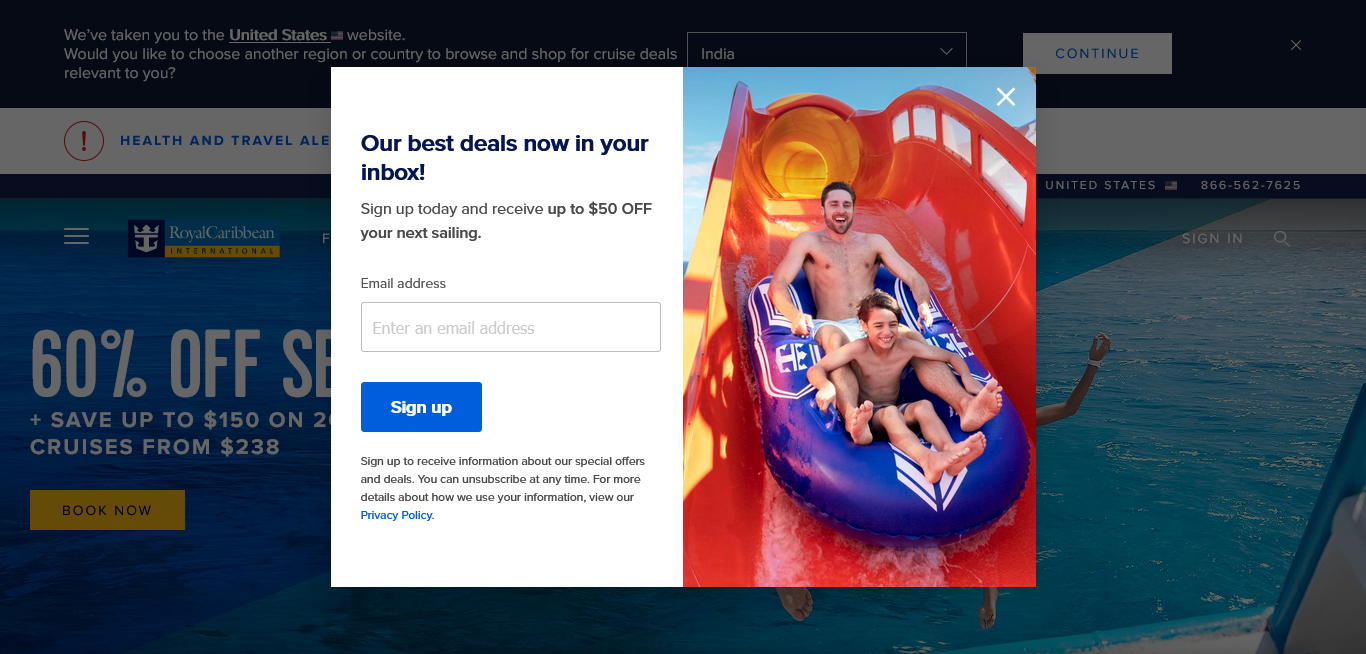 We've taken you to the United States website.
Would you like to choose another region or country to browse and shop for cruise deals
relevant to you?
India
CONTINUE
HEALTH AND TRAVEL ALE
UNITED STATES
866-562-7625
RoyalCaribbean
INTERNATIONAL
F
SIGN IN
60% OFF SE
+ SAVE UP TO $150 ON 20
CRUISES FROM $238
BOOK NOW
Our best deals now in your
inbox!
Sign up today and receive up to $50 OFF
your next sailing.
Email address
Enter an email address
Sign up
Sign up to receive information about our special offers
and deals. You can unsubscribe at any time. For more
details about how we use your information, view our
Privacy Policy.